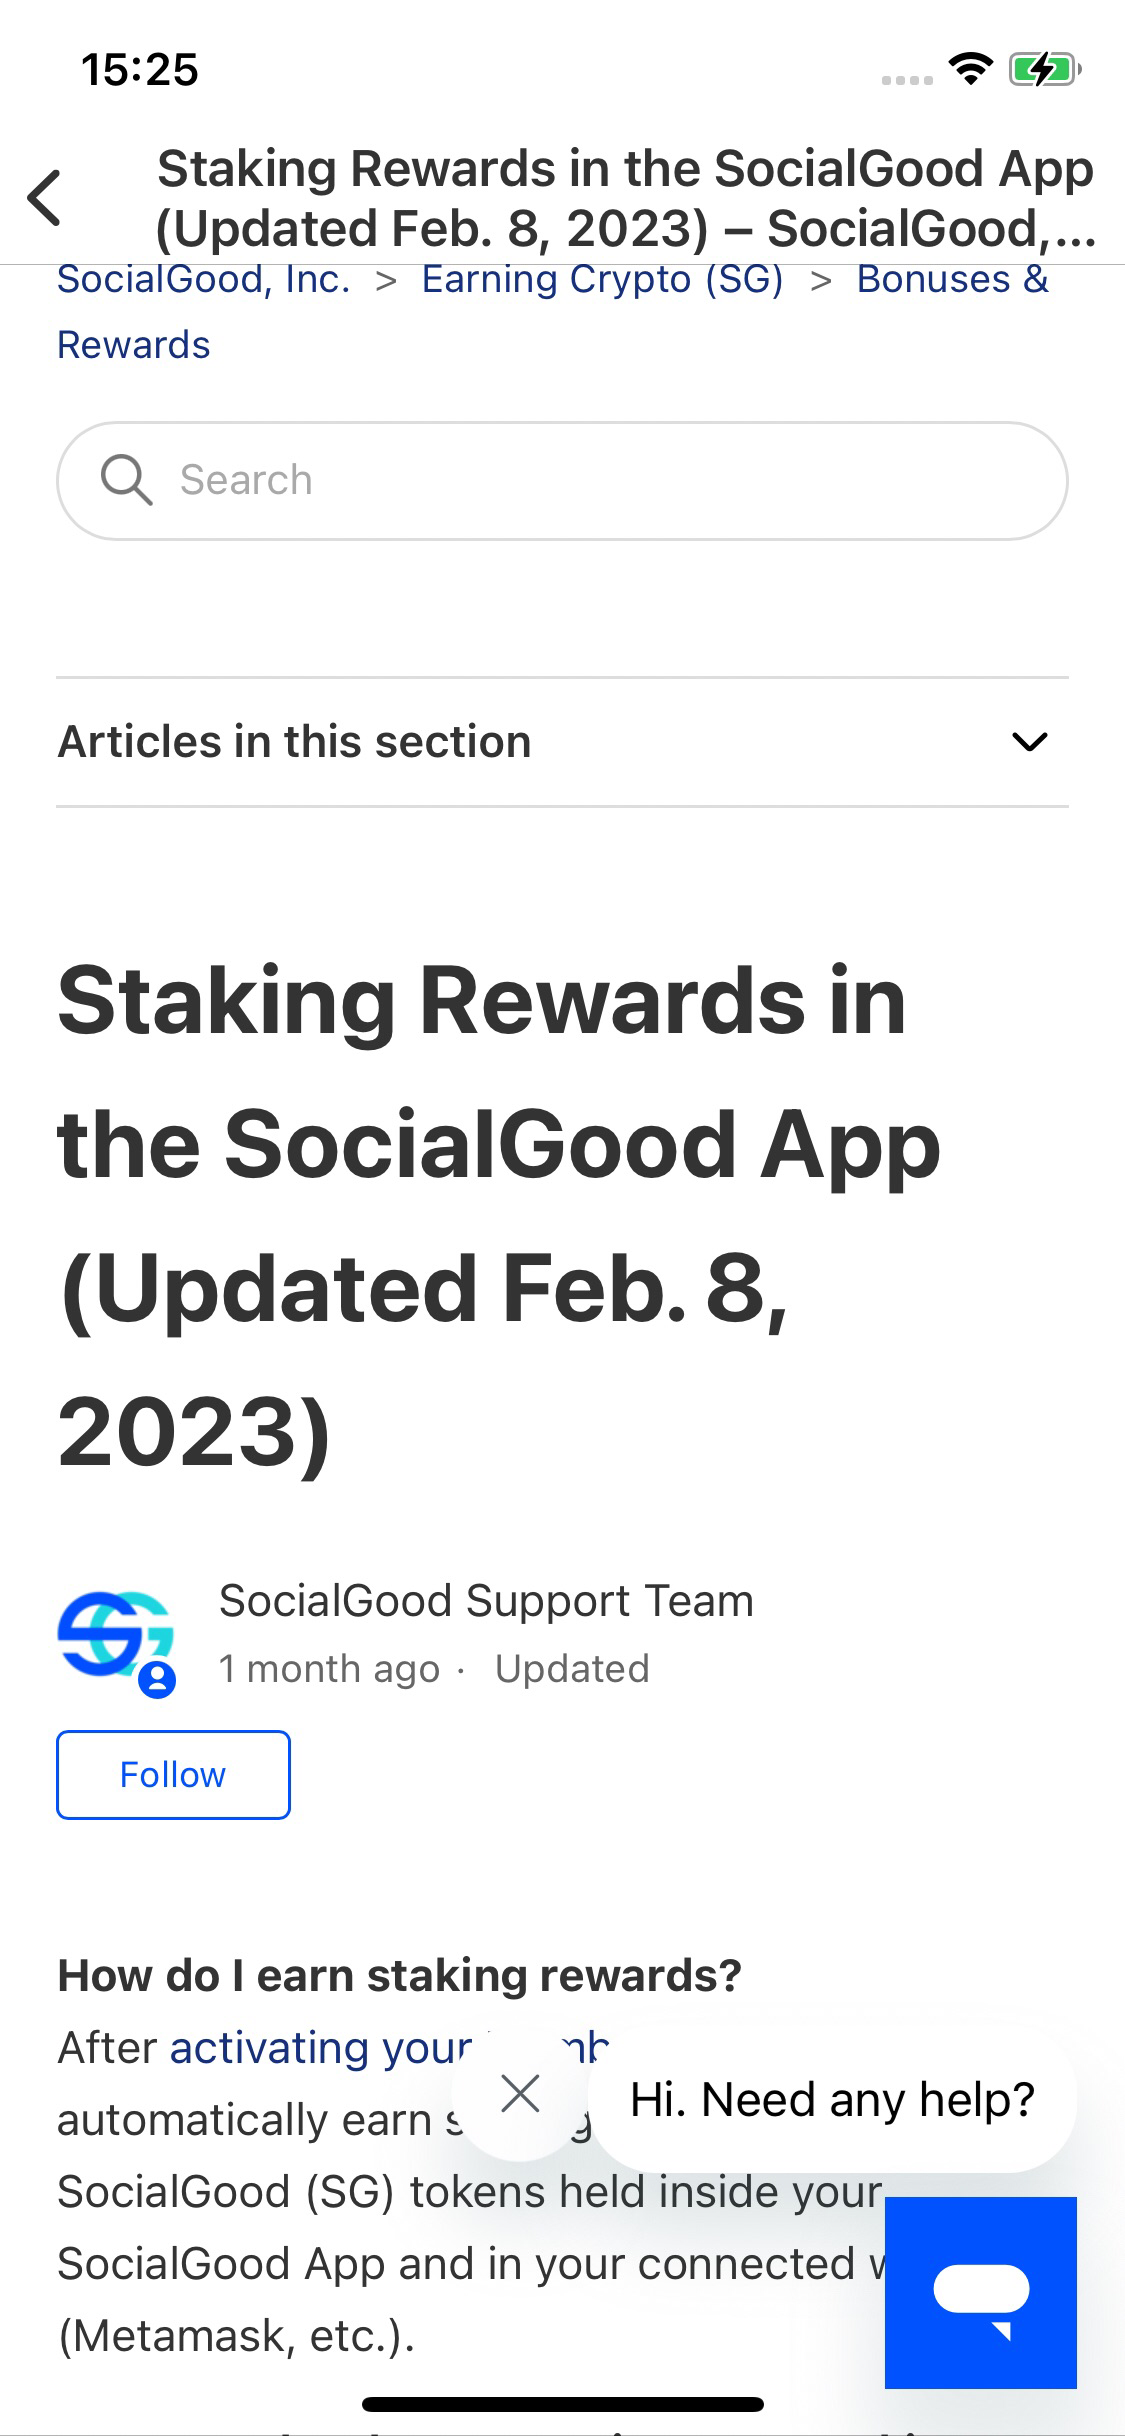 15:25
Staking Rewards in the SocialGood App
(Updated Feb. 8, 2023) – SocialGood,...
SocialGood, Inc. > Earning Crypto (SG) > Bonuses &
Rewards
Search
Articles in this section
Staking Rewards in
the SocialGood App
(Updated Feb. 8,
2023)
SocialGood Support Team
1 month ago · Updated
Follow
How do I earn staking rewards?
After activating your
automatically earn
Hi. Need any help?
SocialGood (SG) tokens held inside your
SocialGood App and in your connected
(Metamask, etc.).